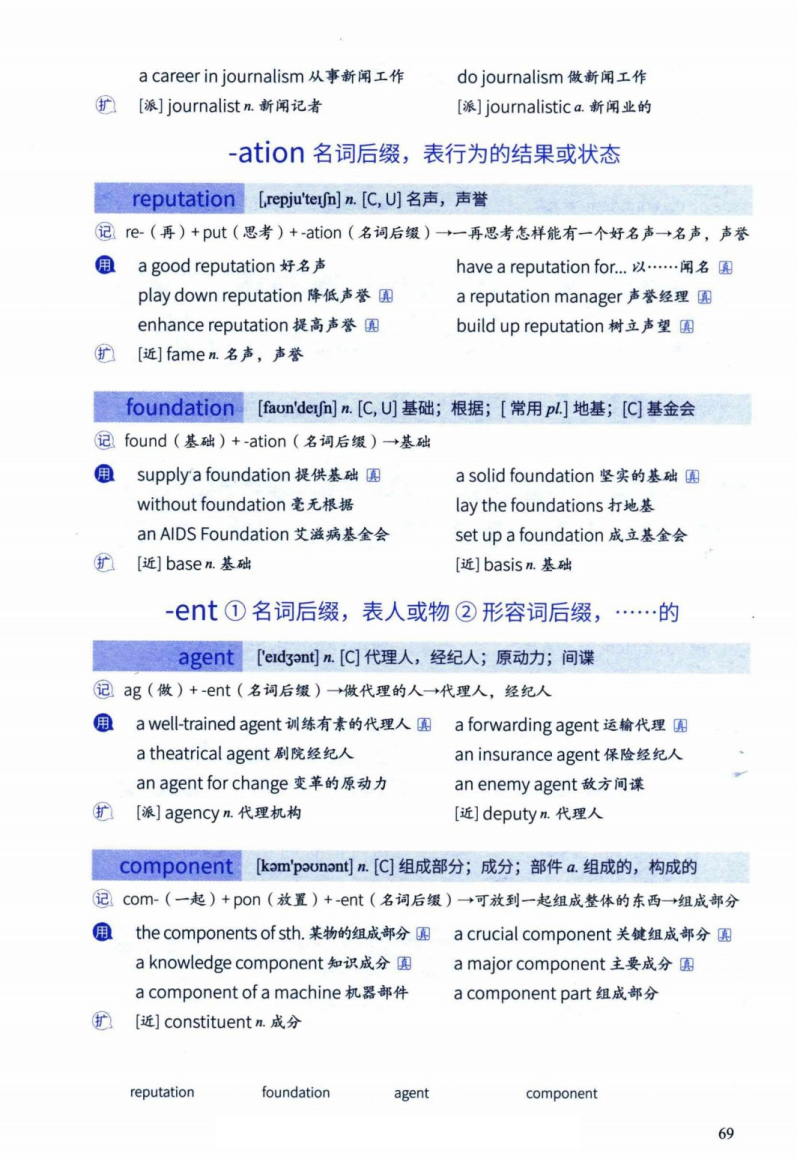 a career in journalism 从事新闻工作 do journalism 做新闻工作
扩 [派] journalist n. 新闻记者 [派] journalistic a. 新闻业的
-ation 名词后缀，表行为的结果或状态
reputation [ˌrepju'teɪʃn] n. [C, U] 名声，声誉
记 re-（再）+ put（思考）+ -ation（名词后缀）→一再思考怎样能有一个好名声→名声，声誉
用 a good reputation 好名声 have a reputation for... 以……闻名 真
play down reputation 降低声誉 真 a reputation manager 声誉经理 真
enhance reputation 提高声誉 真 build up reputation 树立声望 真
扩 [近] fame n. 名声，声誉
foundation [faʊn'deɪʃn] n. [C, U] 基础；根据；[ 常用 pl.] 地基；[C] 基金会
记 found（基础）+ -ation（名词后缀）→基础
用 supply a foundation 提供基础 真 a solid foundation 坚实的基础 真
without foundation 毫无根据 lay the foundations 打地基
an AIDS Foundation 艾滋病基金会 set up a foundation 成立基金会
扩 [近] base n. 基础 [近] basis n. 基础
-ent ① 名词后缀，表人或物 ② 形容词后缀，……的
agent ['eɪdʒənt] n. [C] 代理人，经纪人；原动力；间谍
记 ag（做）+ -ent（名词后缀）→做代理的人→代理人，经纪人
用 a well-trained agent 训练有素的代理人 真 a forwarding agent 运输代理 真
a theatrical agent 剧院经纪人 an insurance agent 保险经纪人
an agent for change 变革的原动力 an enemy agent 敌方间谍
扩 [派] agency n. 代理机构 [近] deputy n. 代理人
component [kəm'pəʊnənt] n. [C] 组成部分；成分；部件 a. 组成的，构成的
记 com-（一起）+ pon（放置）+ -ent（名词后缀）→可放到一起组成整体的东西→组成部分
用 the components of sth. 某物的组成部分 真 a crucial component 关键组成部分 真
a knowledge component 知识成分 真 a major component 主要成分 真
a component of a machine 机器部件 a component part 组成部分
扩 [近] constituent n. 成分
reputation foundation agent component
69